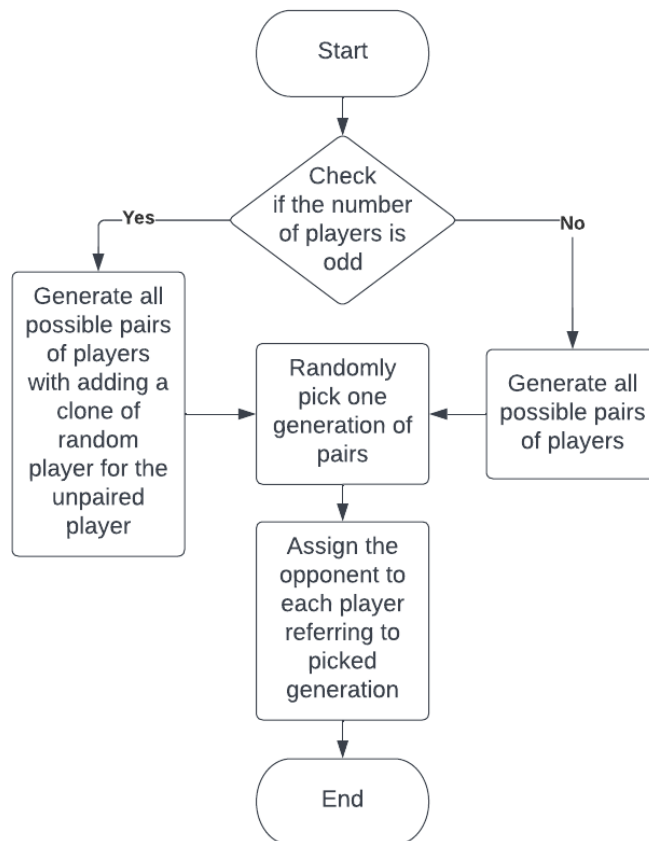 Start
Check
if the number
of players is
odd
Yes
No
Generate all
possible pairs
of players
with adding a
clone of
random
player for the
unpaired
player
Randomly
pick one
generation of
pairs
Generate all
possible pairs
of players
Assign the
opponent to
each player
referring to
picked
generation
End